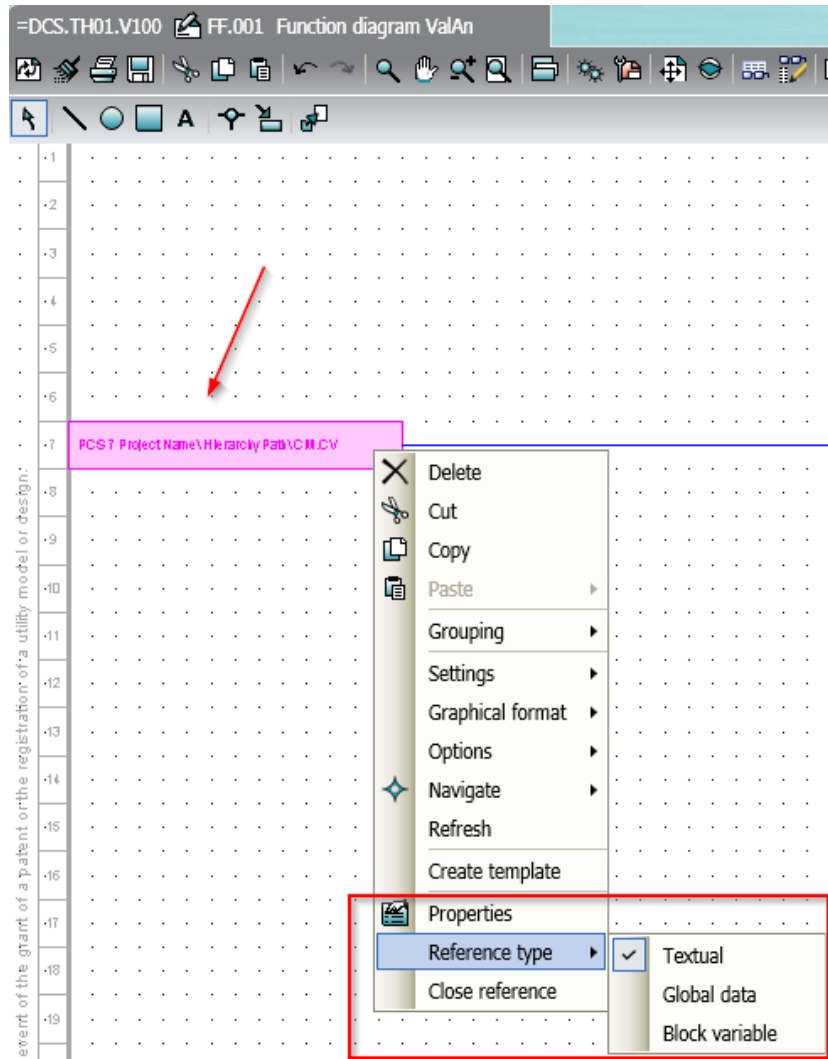 =DCS.TH01.V100 FF.001 Function diagram ValAn
A
·1
·2
·3
·4
·5
·6
·7
PCS 7 Project Name\Hierarchy Path\CM.CV
·8
·9
·10
·11
·12
·13
·14
·15
·16
·17
·18
·19
event of the grant of a patent or the registration of a utility model or design.
Delete
Cut
Copy
Paste
Grouping
Settings
Graphical format
Options
Navigate
Refresh
Create template
Properties
Reference type
Close reference
Textual
Global data
Block variable